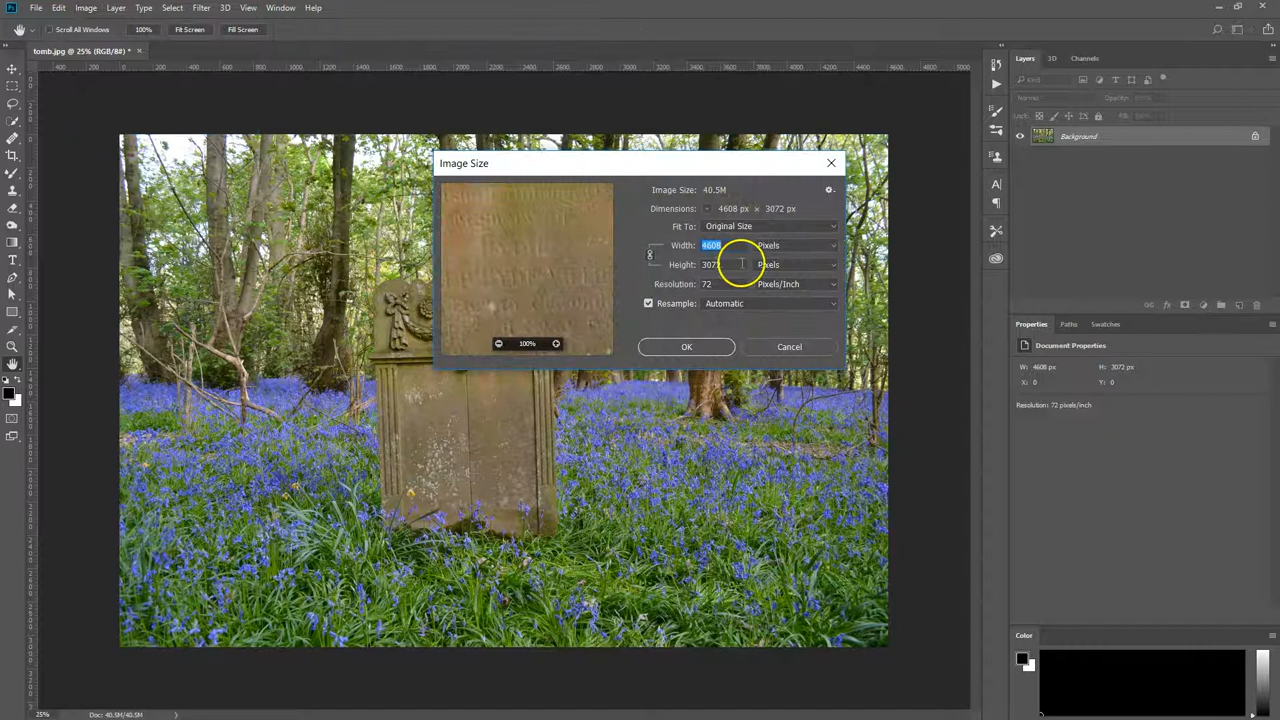 File Edit Image Layer Type Select Filter 3D View Window Help
Scroll All Windows 100% Fit Screen Fill Screen
tomb.jpg @ 25% (RGB/8#) *
Layers 3D Channels
Kind
Normal Opacity:
Lock: Fill:
Background
Image Size
Image Size: 40.5M
Dimensions: 4608 px × 3072 px
Fit To: Original Size
Width: 4608 Pixels
Height: 3072 Pixels
Resolution: 72 Pixels/Inch
Resample: Automatic
100%
OK Cancel
Properties Paths Swatches
Document Properties
W: 4608 px H: 3072 px
X: 0 Y: 0
Resolution: 72 pixels/inch
Color
25% Doc: 40.5M/40.5M